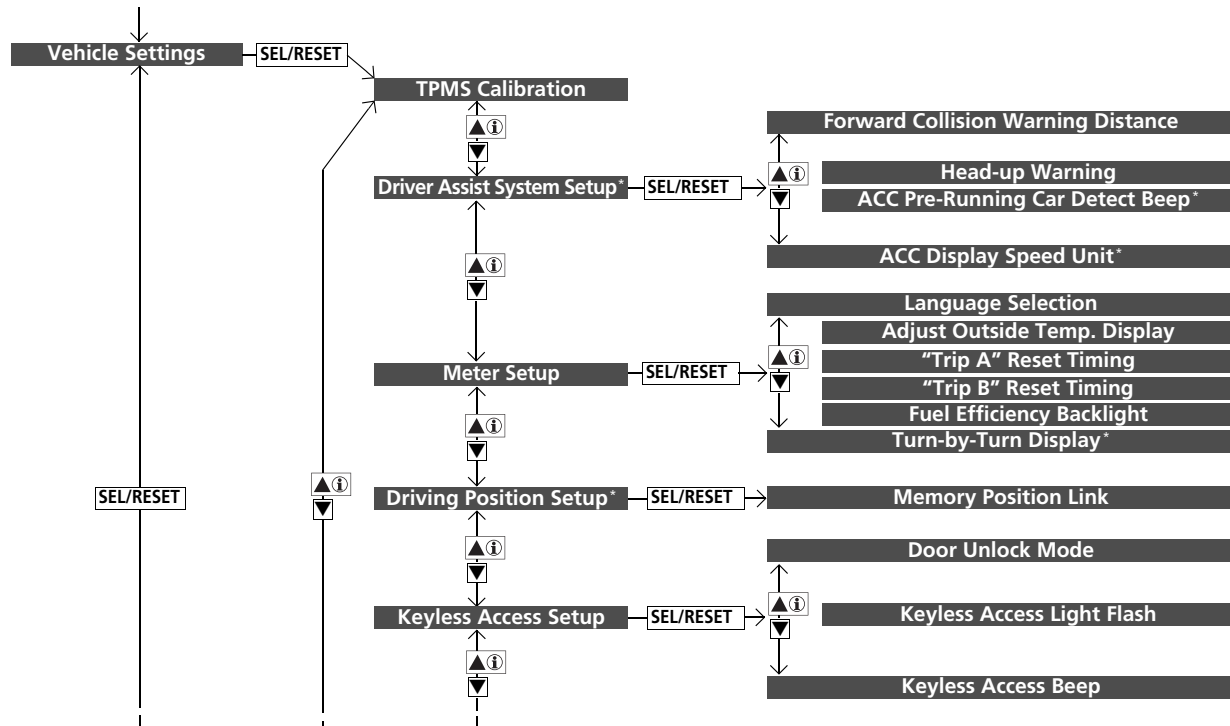 Vehicle Settings
SEL/RESET
TPMS Calibration
Driver Assist System Setup*
SEL/RESET
Forward Collision Warning Distance
Head-up Warning
ACC Pre-Running Car Detect Beep*
ACC Display Speed Unit*
Meter Setup
SEL/RESET
Language Selection
Adjust Outside Temp. Display
“Trip A” Reset Timing
“Trip B” Reset Timing
Fuel Efficiency Backlight
Turn-by-Turn Display*
SEL/RESET
Driving Position Setup*
SEL/RESET
Memory Position Link
Keyless Access Setup
SEL/RESET
Door Unlock Mode
Keyless Access Light Flash
Keyless Access Beep